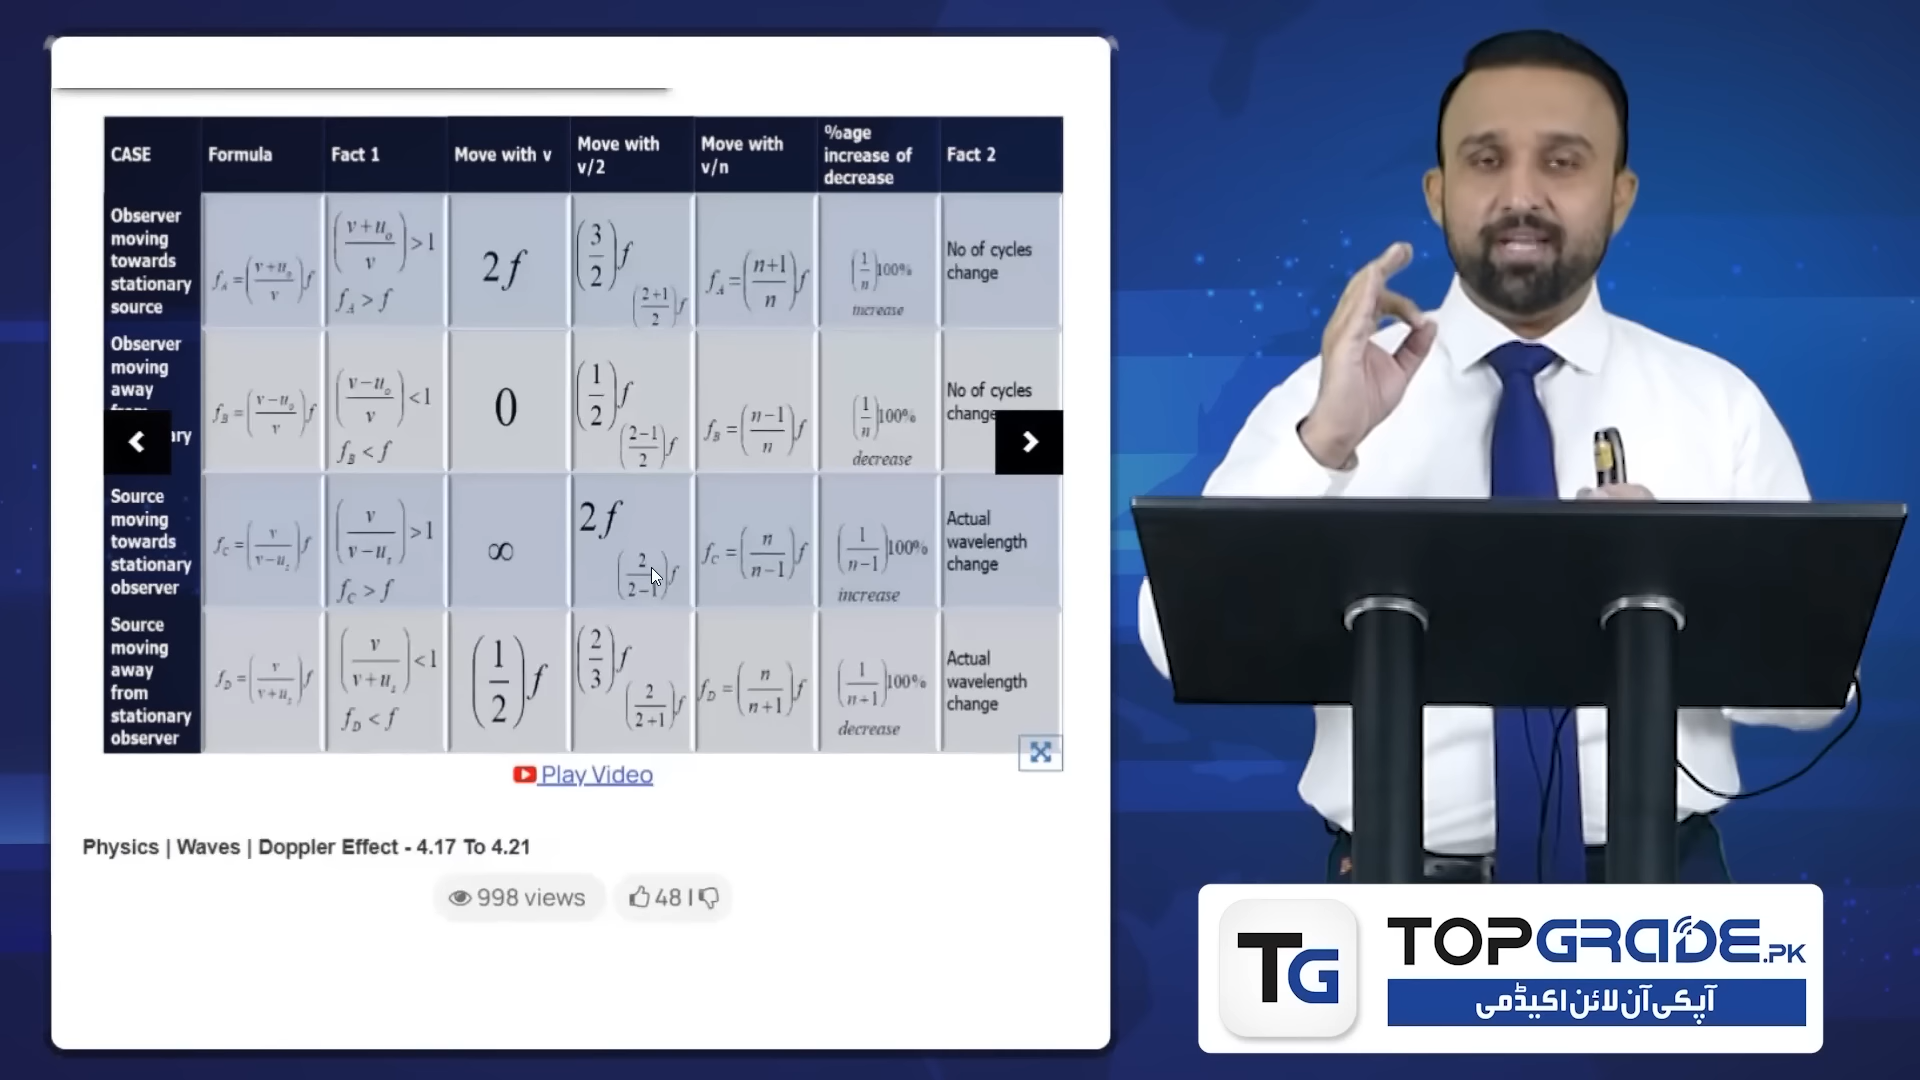 CASE
Formula
Fact 1
Move with v
Move with
v/2
Move with
v/n
%age
increase of
decrease
Fact 2
Observer
moving
towards
stationary
source
f_A = ((v+u_o)/v) f
((v+u_o)/v) > 1
f_A > f
2f
(3/2) f
((2+1)/2) f
f_A = ((n+1)/n) f
(1/n) 100%
increase
No of cycles
change
Observer
moving
away
ary
f_B = ((v−u_o)/v) f
((v−u_o)/v) < 1
f_B < f
0
(1/2) f
((2−1)/2) f
f_B = ((n−1)/n) f
(1/n) 100%
decrease
No of cycles
change
Source
moving
towards
stationary
observer
f_C = (v/(v−u_s)) f
(v/(v−u_s)) > 1
f_C > f
∞
2f
(2/(2−1)) f
f_C = (n/(n−1)) f
(1/(n−1)) 100%
increase
Actual
wavelength
change
Source
moving
away
from
stationary
observer
f_D = (v/(v+u_s)) f
(v/(v+u_s)) < 1
f_D < f
(1/2) f
(2/3) f
(2/(2+1)) f
f_D = (n/(n+1)) f
(1/(n+1)) 100%
decrease
Actual
wavelength
change
Play Video
Physics | Waves | Doppler Effect - 4.17 To 4.21
998 views
48
TG
TOPGRADE.PK
آپکی آن لائن اکیڈمی